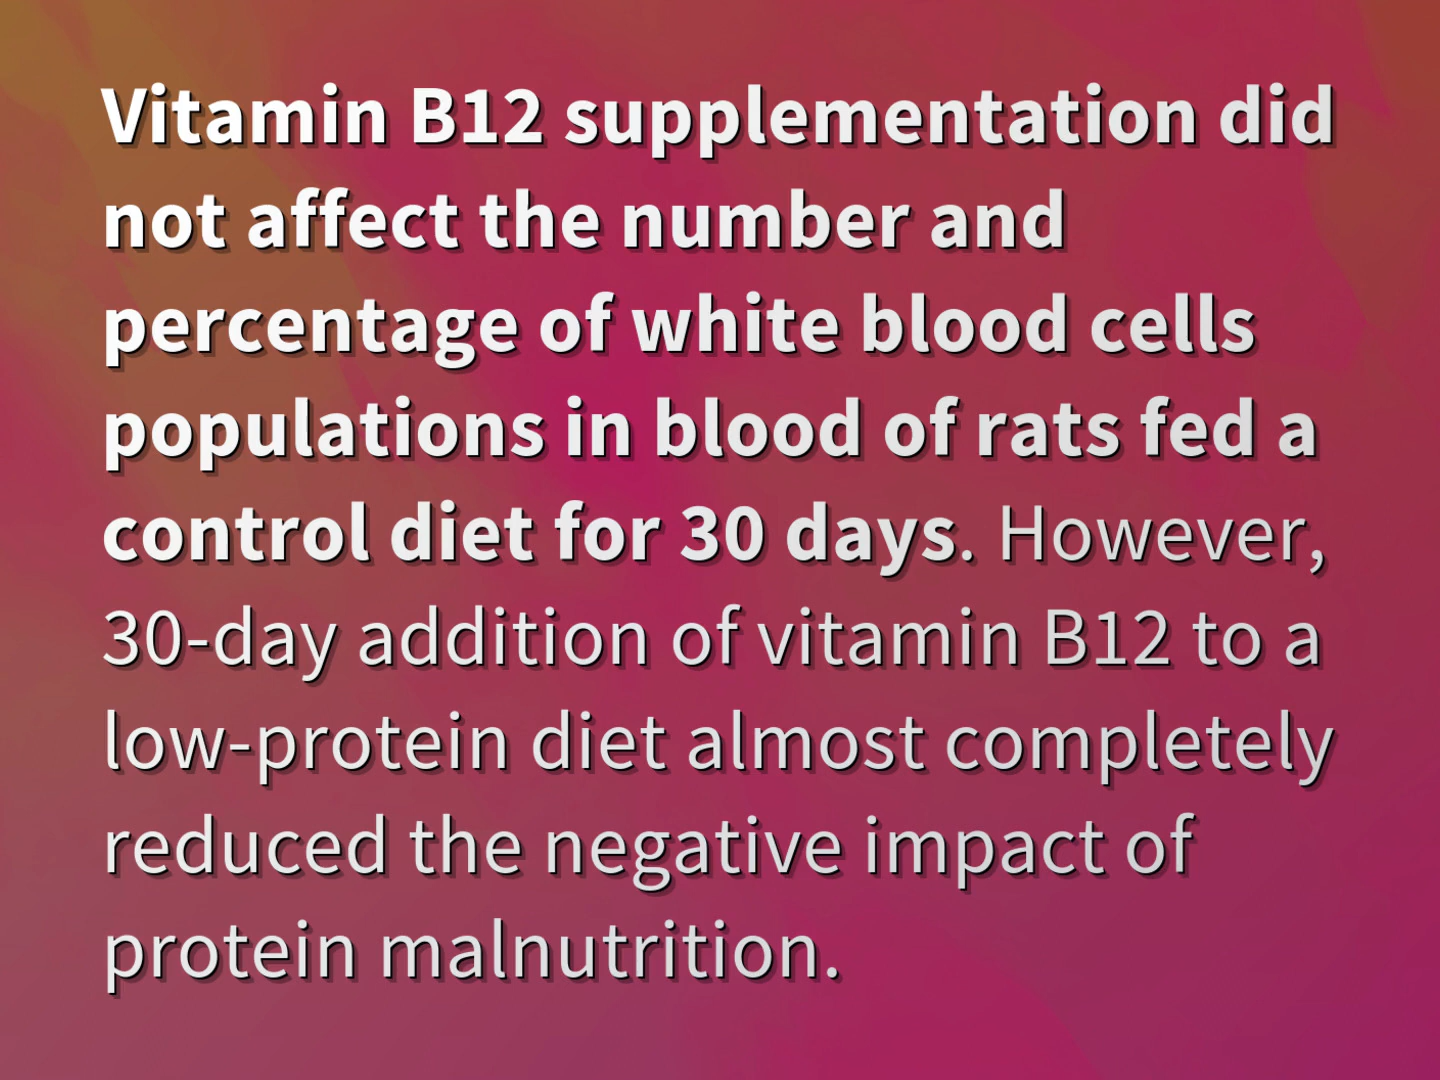 Vitamin B12 supplementation did
not affect the number and
percentage of white blood cells
populations in blood of rats fed a
control diet for 30 days. However,
30-day addition of vitamin B12 to a
low-protein diet almost completely
reduced the negative impact of
protein malnutrition.